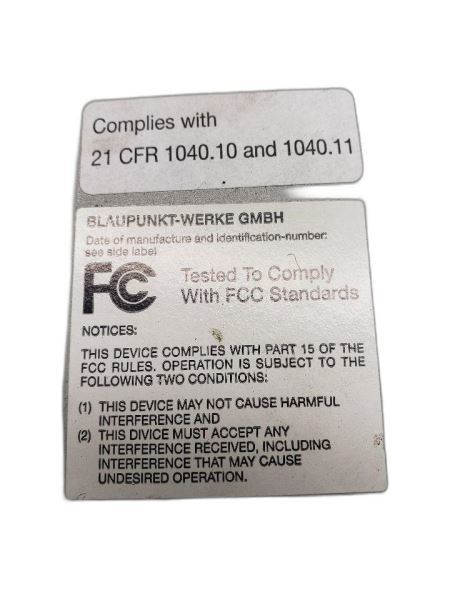 Complies with
21 CFR 1040.10 and 1040.11
BLAUPUNKT-WERKE GMBH
Date of manufacture and identification-number:
see side label
FC Tested To Comply
With FCC Standards
NOTICES:
THIS DEVICE COMPLIES WITH PART 15 OF THE
FCC RULES. OPERATION IS SUBJECT TO THE
FOLLOWING TWO CONDITIONS:
(1) THIS DEVICE MAY NOT CAUSE HARMFUL
INTERFERENCE AND
(2) THIS DIVICE MUST ACCEPT ANY
INTERFERENCE RECEIVED, INCLUDING
INTERFERENCE THAT MAY CAUSE
UNDESIRED OPERATION.